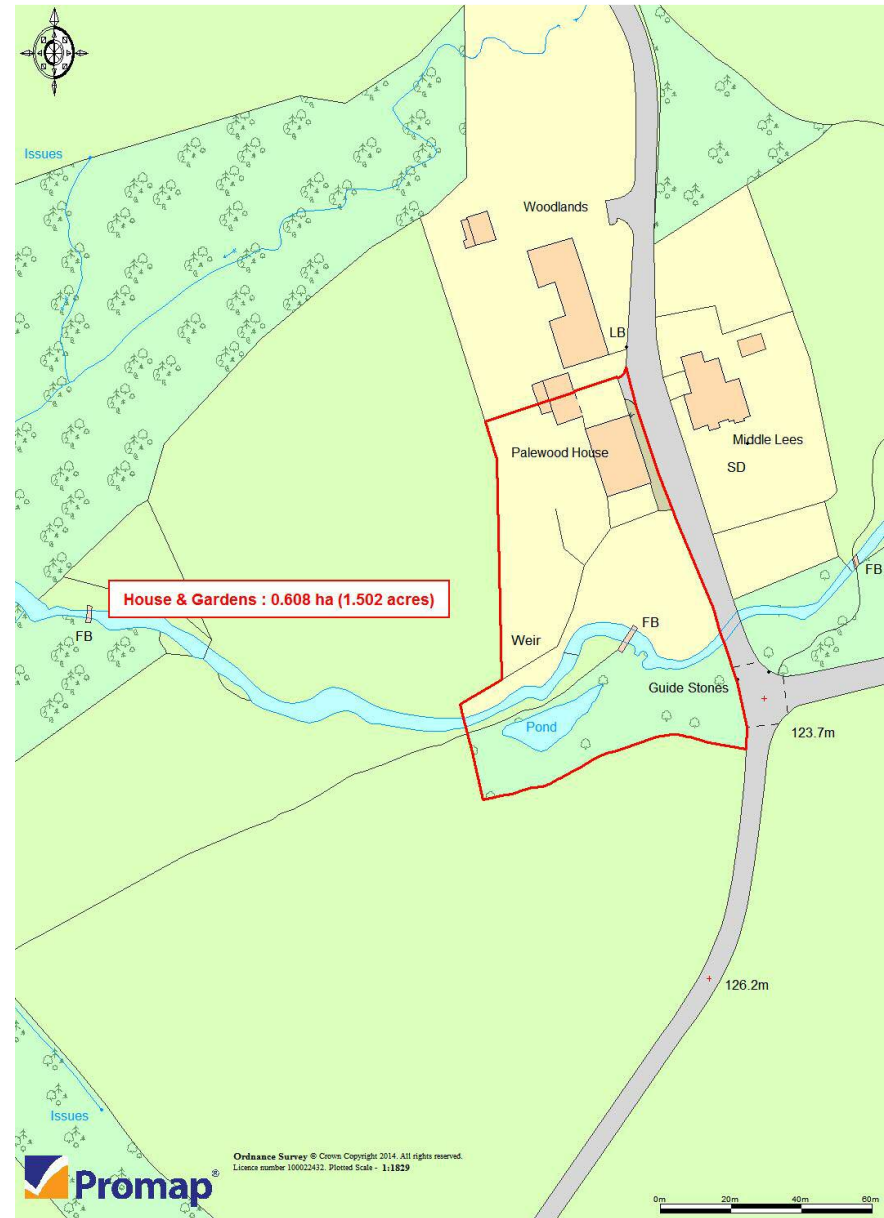 Issues
Woodlands
LB
Palewood House
Middle Lees
SD
FB
House & Gardens : 0.608 ha (1.502 acres)
FB
Weir
FB
Guide Stones
Pond
123.7m
126.2m
Issues
Ordnance Survey © Crown Copyright 2014. All rights reserved.
Licence number 100022432. Plotted Scale - 1:1829
Promap®
0m 20m 40m 60m